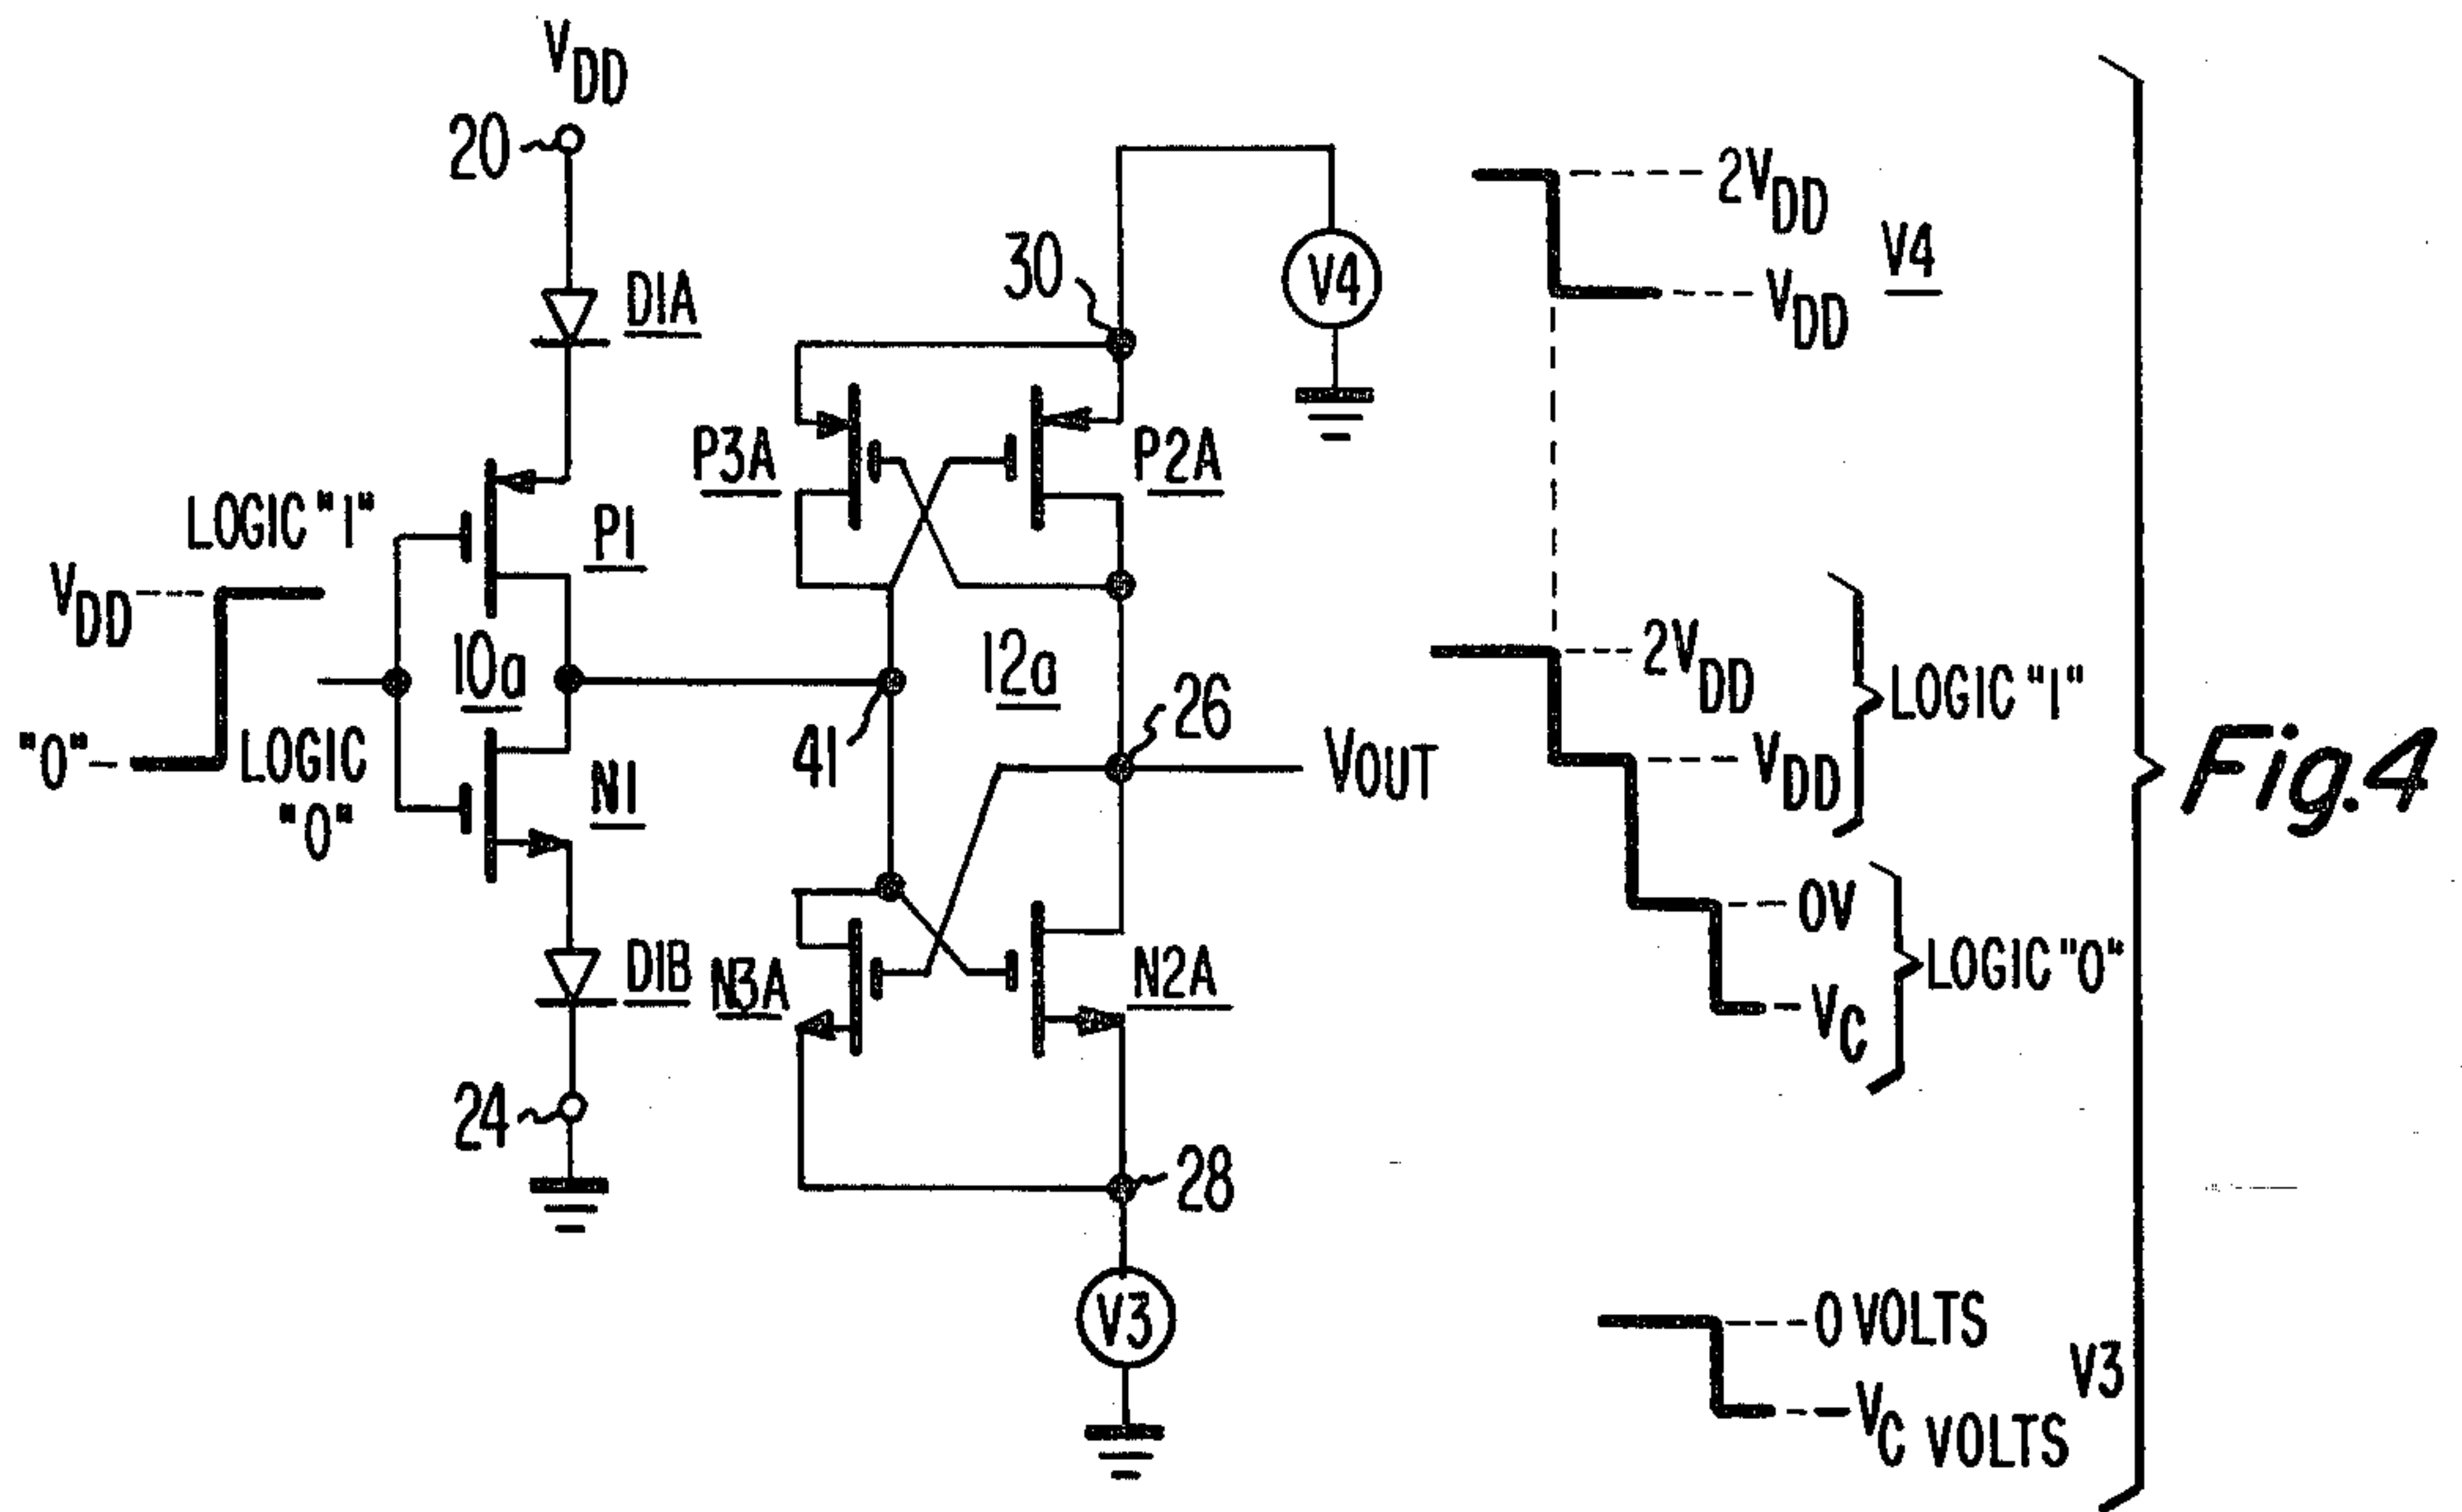 VDD
20
D1A
P1
LOGIC "1"
VDD
"0"
LOGIC
"0"
10a
N1
D1B
24
30
V4
P3A
P2A
41
12a
26
VOUT
N3A
N2A
28
V3
2VDD
VDD
V4
2VDD
VDD
LOGIC "1"
0V
VC
LOGIC "0"
0 VOLTS
-VC VOLTS
V3
Fig.4